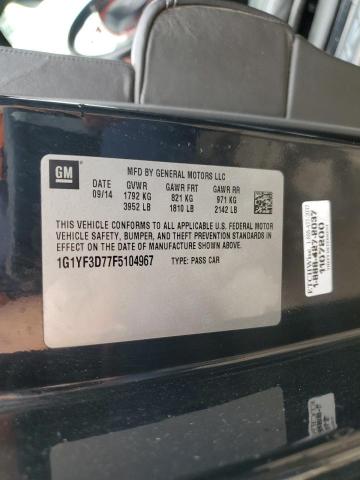 GM
MFD BY GENERAL MOTORS LLC
DATE GVWR GAWR FRT GAWR RR
09/14 1792 KG 821 KG 971 KG
3952 LB 1810 LB 2142 LB
THIS VEHICLE CONFORMS TO ALL APPLICABLE U.S. FEDERAL MOTOR
VEHICLE SAFETY, BUMPER, AND THEFT PREVENTION STANDARDS IN
EFFECT ON THE DATE OF MANUFACTURE SHOWN ABOVE.
1G1YF3D77F5104967 TYPE: PASS CAR